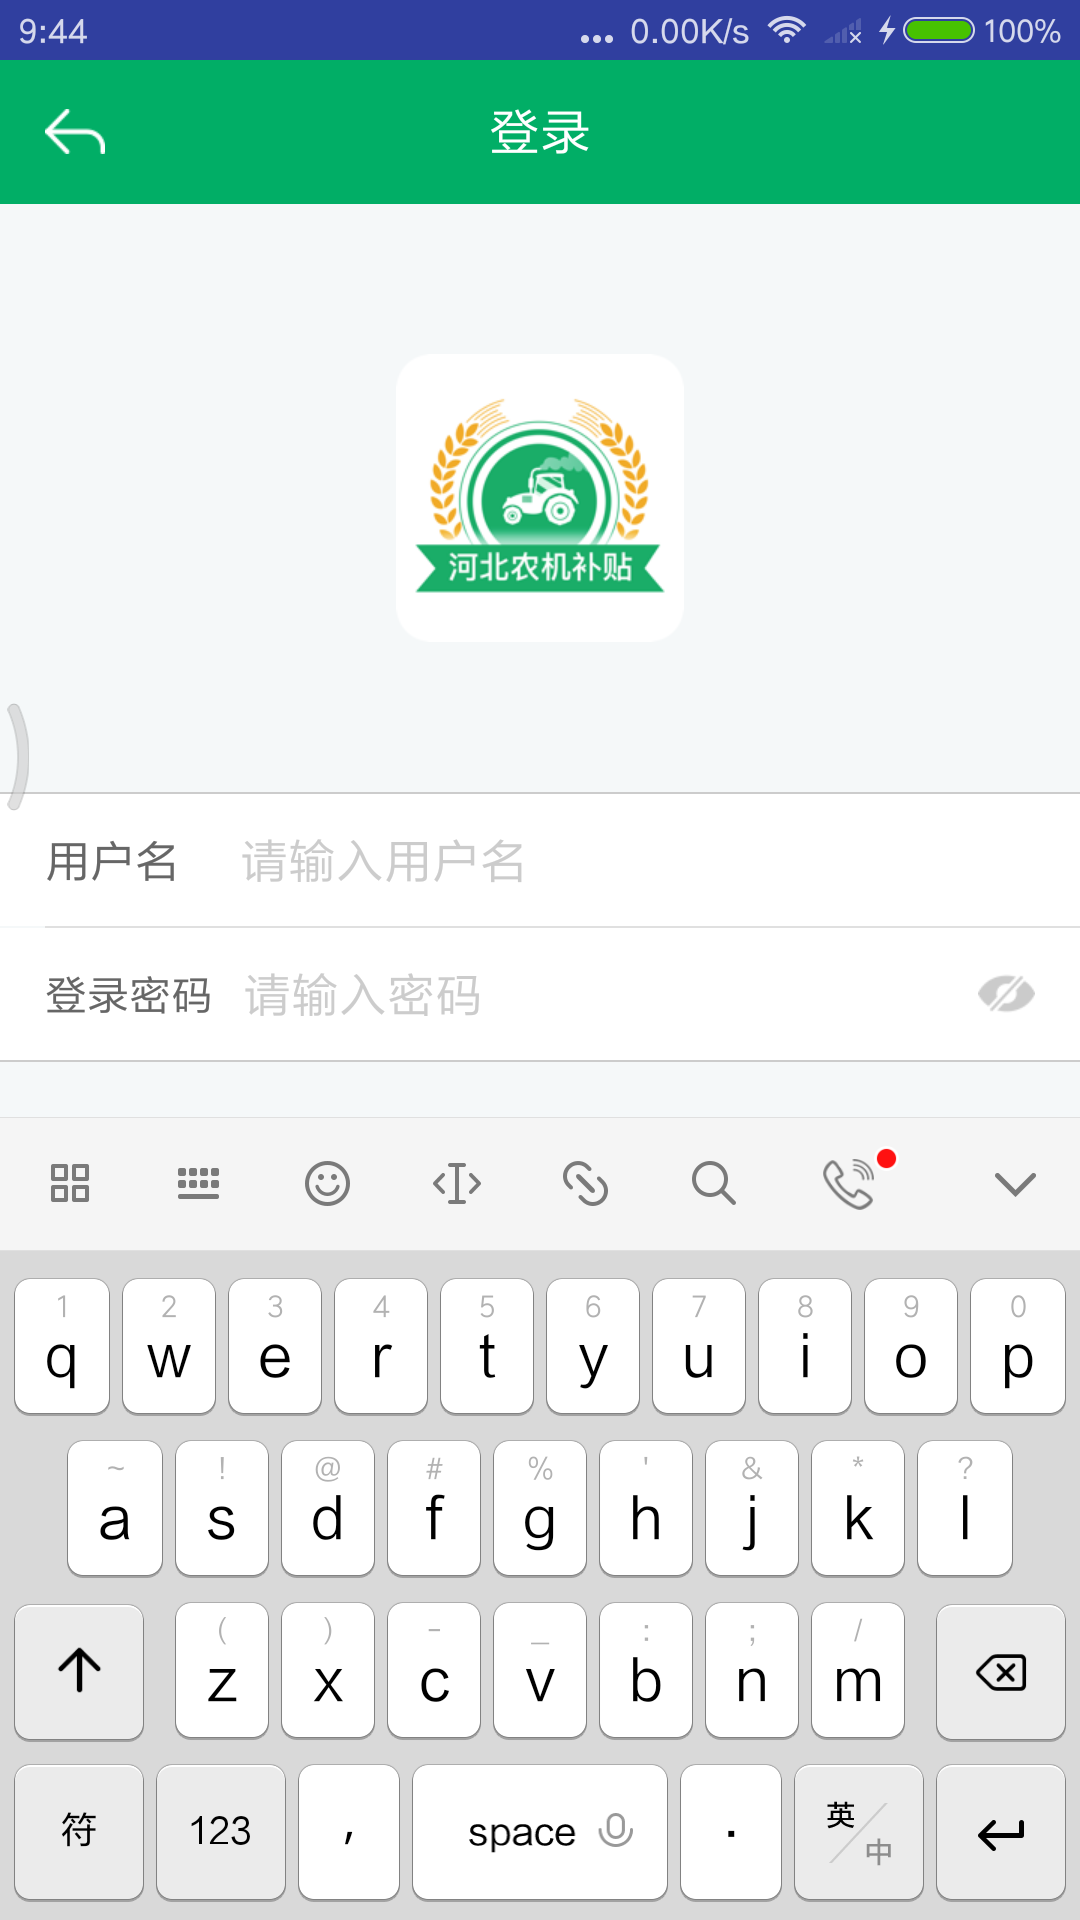 9:44 ... 0.00K/s 100%
登录
河北农机补贴
用户名 请输入用户名
登录密码 请输入密码
1 2 3 4 5 6 7 8 9 0
q w e r t y u i o p
~ ! @ # % ' & * ?
a s d f g h j k l
( ) - _ : ; /
z x c v b n m
符 123 , space . 英/中